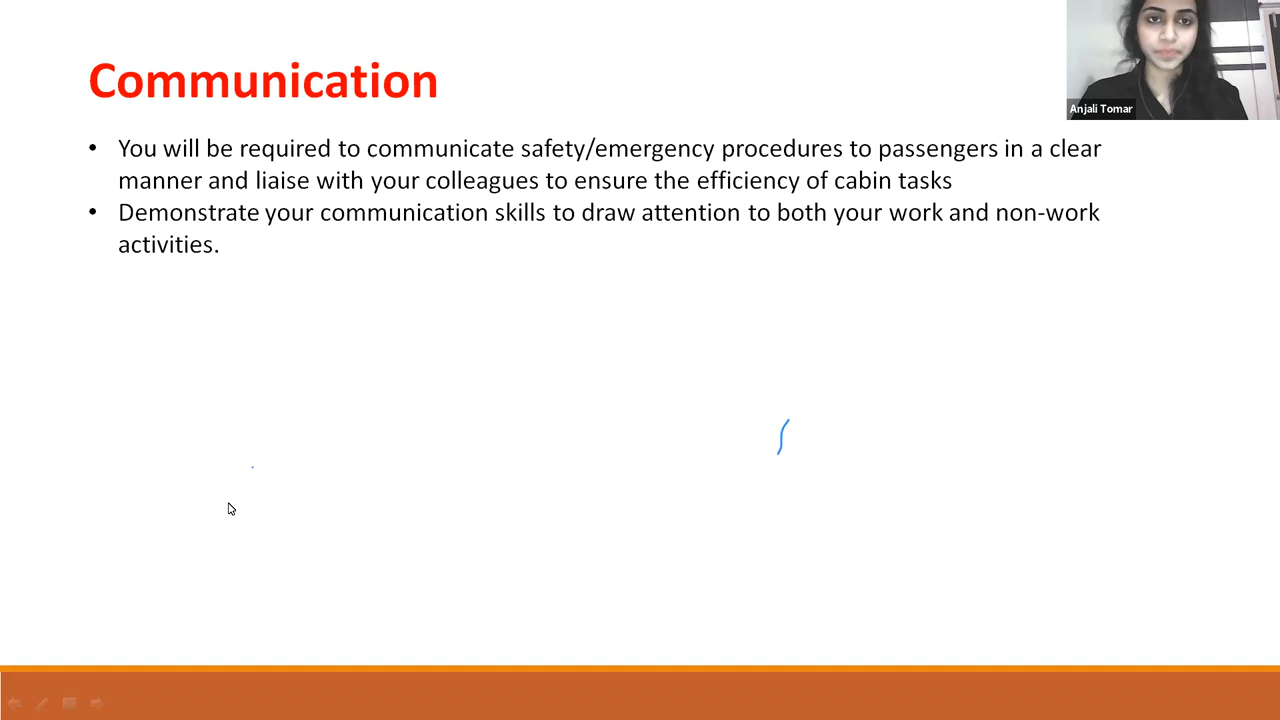 Communication
Anjali Tomar
• You will be required to communicate safety/emergency procedures to passengers in a clear
manner and liaise with your colleagues to ensure the efficiency of cabin tasks
• Demonstrate your communication skills to draw attention to both your work and non-work
activities.